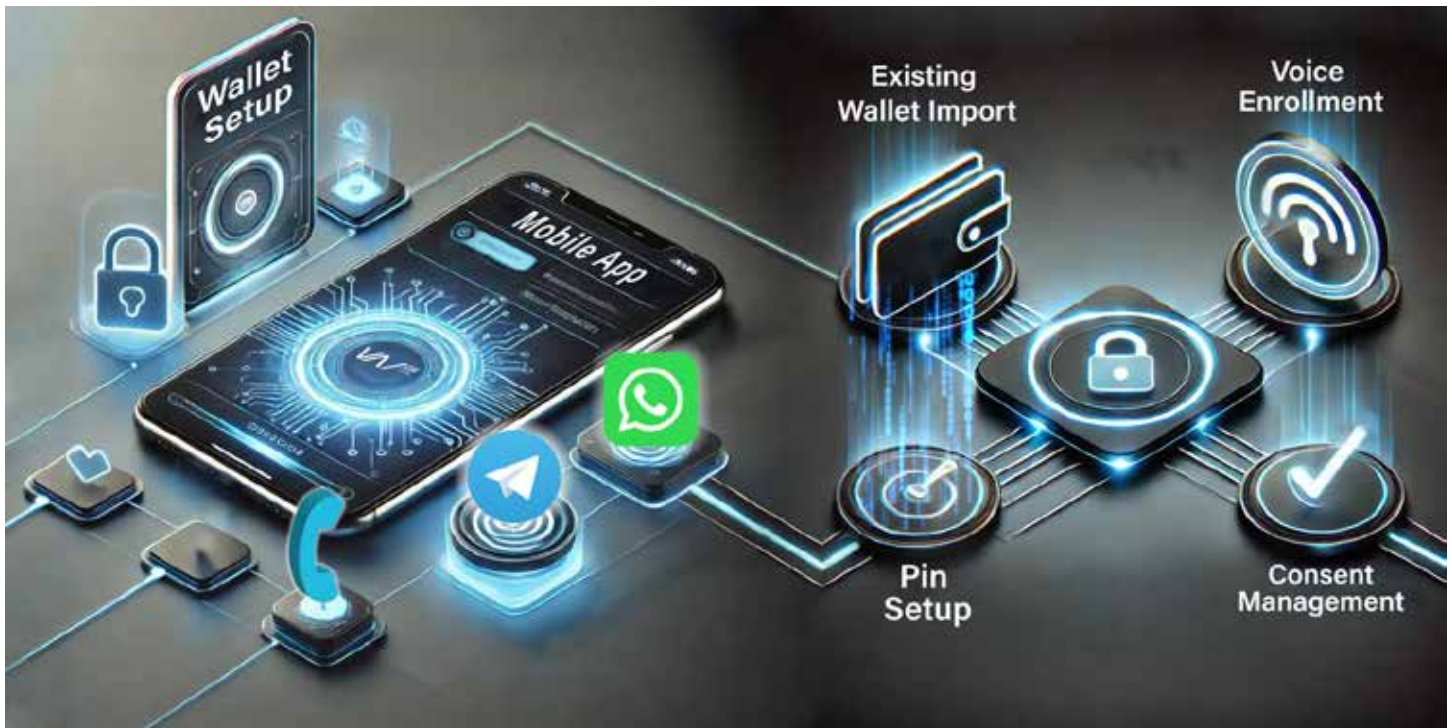 Wallet
Setup
Mobile App
Existing
Wallet Import
Voice
Enrollment
Pin
Setup
Consent
Management